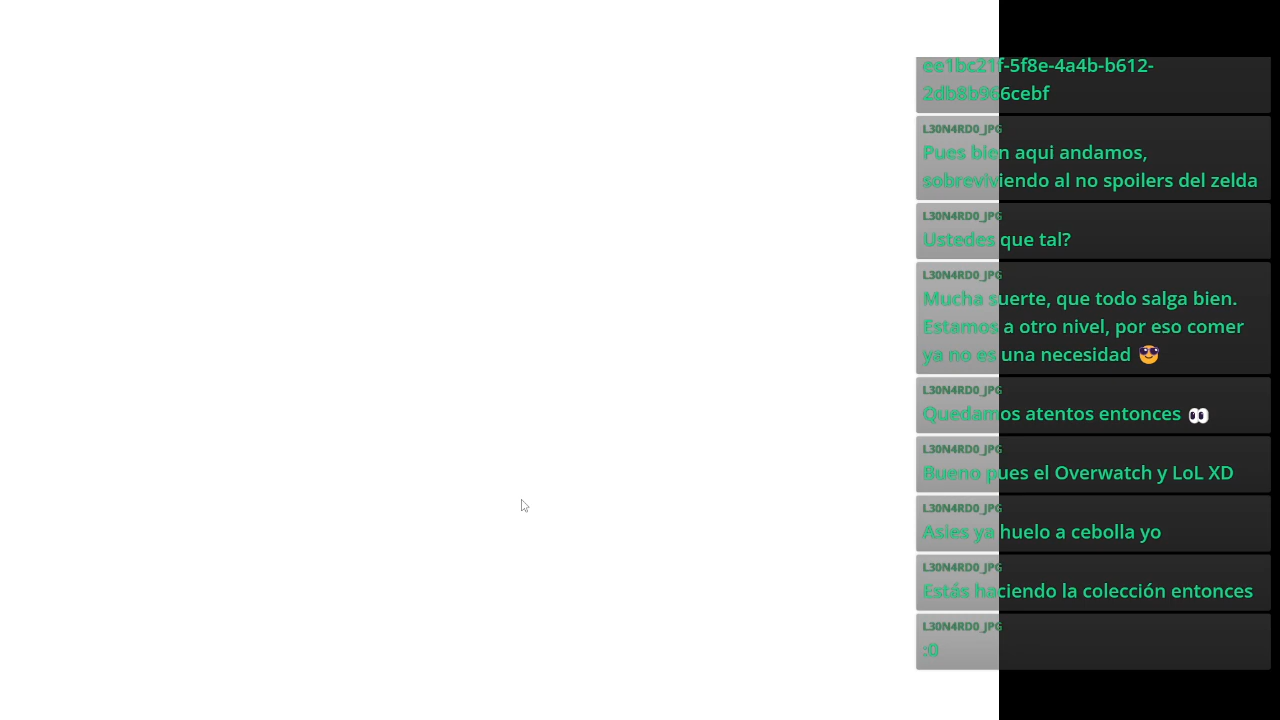 ee1bc21f-5f8e-4a4b-b612-
2db8b966cebf
L30N4RD0_JPG
Pues bien aqui andamos,
sobreviviendo al no spoilers del zelda
L30N4RD0_JPG
Ustedes que tal?
L30N4RD0_JPG
Mucha suerte, que todo salga bien.
Estamos a otro nivel, por eso comer
ya no es una necesidad 😎
L30N4RD0_JPG
Quedamos atentos entonces 👀
L30N4RD0_JPG
Bueno pues el Overwatch y LoL XD
L30N4RD0_JPG
Asies ya huelo a cebolla yo
L30N4RD0_JPG
Estás haciendo la colección entonces
L30N4RD0_JPG
:0